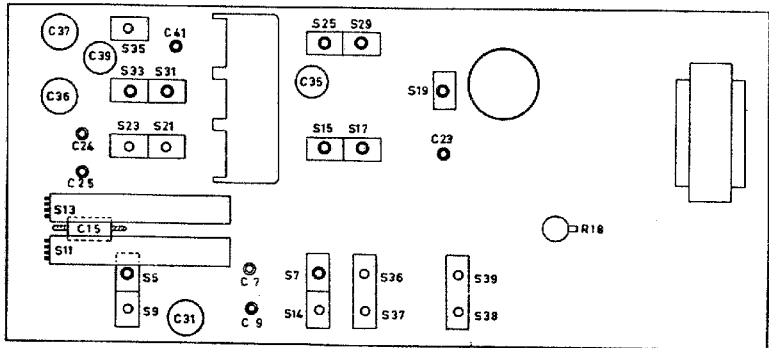 C37
S35
C41
S25 S29
C39
S33 S31
C35
C36
S19
S23 S21
S15 S17
C24
C23
C25
S13
C15
R18
S11
S5
C7
S7
S36
S39
S9
C31
C9
S14
S37
S38